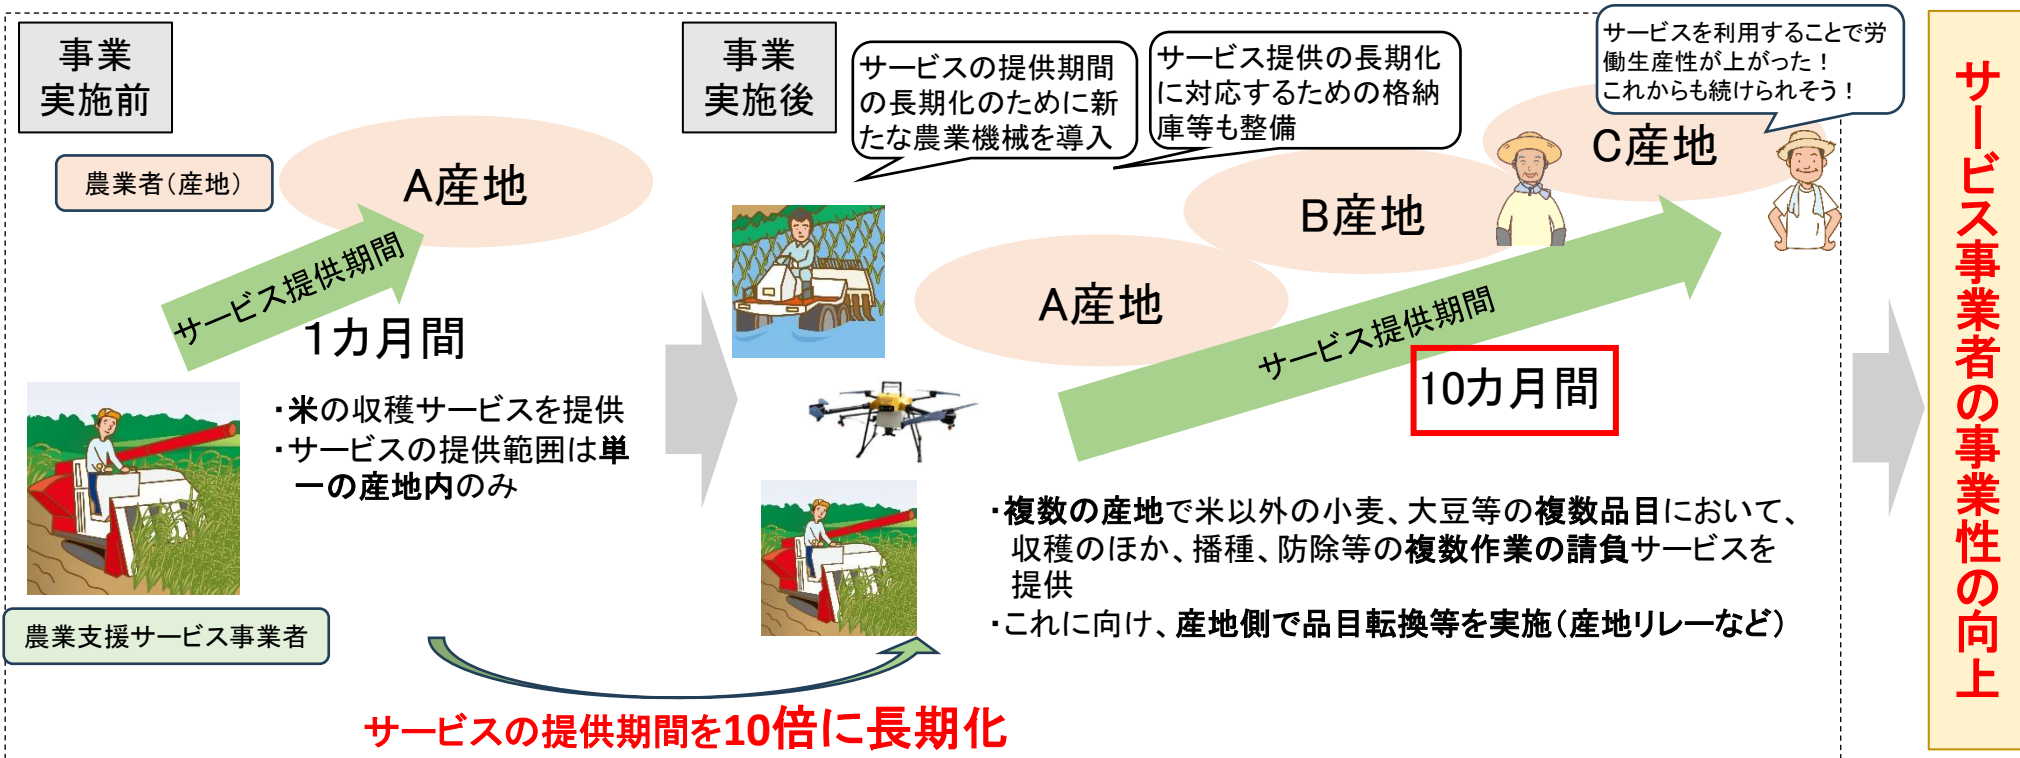 事業
実施前
農業者（産地）
A産地
サービス提供期間
１カ月間
・米の収穫サービスを提供
・サービスの提供範囲は単
一の産地内のみ
農業支援サービス事業者
事業
実施後
サービスの提供期間
の長期化のために新
たな農業機械を導入
サービス提供の長期化
に対応するための格納
庫等も整備
サービスを利用することで労
働生産性が上がった！
これからも続けられそう！
A産地
B産地
C産地
サービス提供期間
10カ月間
・複数の産地で米以外の小麦、大豆等の複数品目において、
収穫のほか、播種、防除等の複数作業の請負サービスを
提供
・これに向け、産地側で品目転換等を実施（産地リレーなど）
サービスの提供期間を10倍に長期化
サービス事業者の事業性の向上